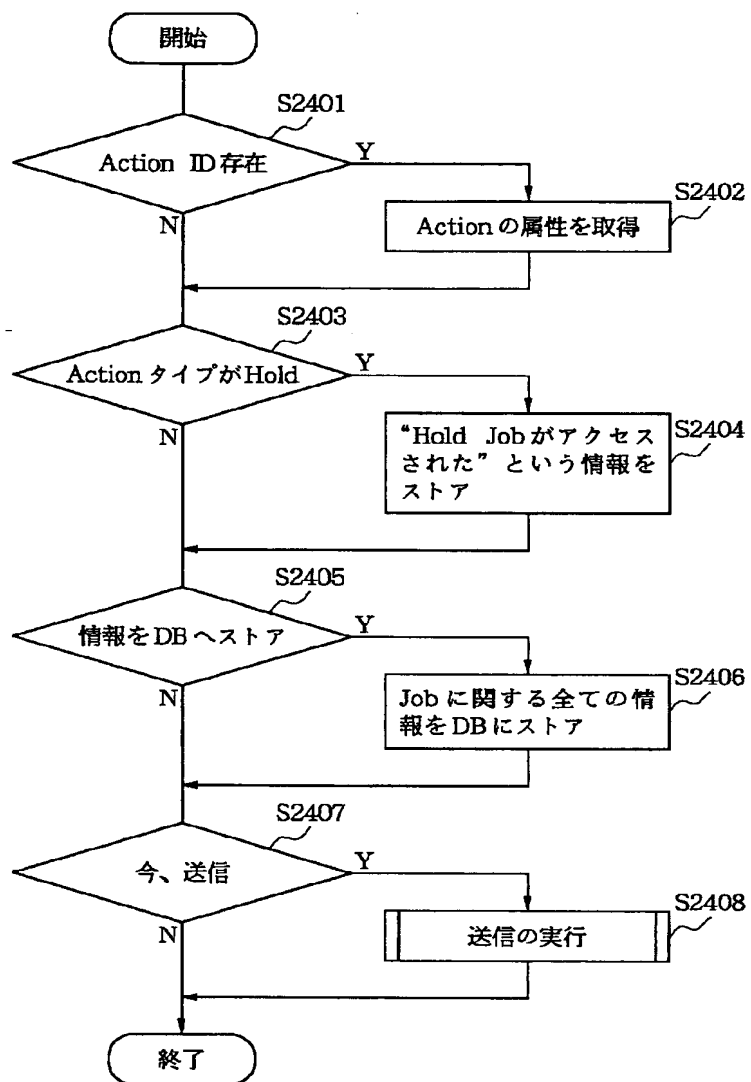 開始
S2401
Action ID存在
Y
N
S2402
Actionの属性を取得
S2403
ActionタイプがHold
Y
N
S2404
“Hold Jobがアクセス
された”という情報を
ストア
S2405
情報をDBへストア
Y
N
S2406
Jobに関する全ての情
報をDBにストア
S2407
今、送信
Y
N
S2408
送信の実行
終了